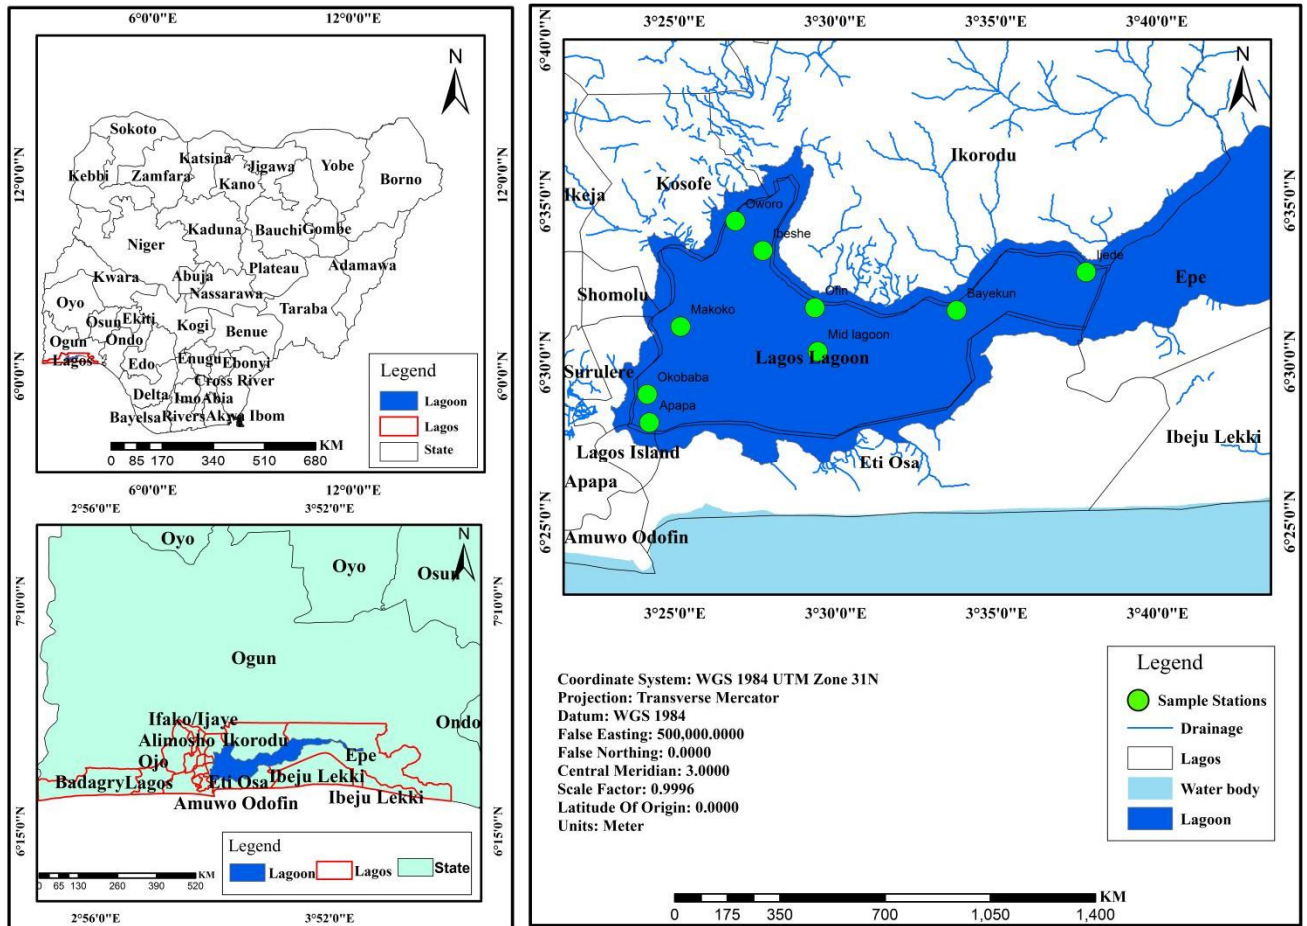 6°0'0"E 12°0'0"E
N
12°0'0"N
12°0'0"N
6°0'0"N
6°0'0"N
Sokoto
Katsina
Jigawa
Yobe
Borno
Kebbi
Zamfara
Kano
Kaduna
Bauchi
Gombe
Niger
Adamawa
Plateau
Abuja
Kwara
Nassarawa
Taraba
Oyo
Ekiti
Osun
Kogi
Benue
Ogun
Ondo
Lagos
Edo
Enugu
Ebonyi
Cross River
Delta
Imo
Abia
Bayelsa
Rivers
Akwa Ibom
Legend
Lagoon
Lagos
State
KM
0 85 170 340 510 680
6°0'0"E 12°0'0"E
2°56'0"E 3°52'0"E
N
7°10'0"N
7°10'0"N
6°15'0"N
6°15'0"N
Oyo
Oyo
Osun
Ogun
Ondo
Ifako/Ijaye
Alimosho
Ikorodu
Ojo
Epe
Badagry
Lagos
Eti Osa
Ibeju Lekki
Amuwo Odofin
Ibeju Lekki
Legend
Lagoon
Lagos
State
KM
0 65 130 260 390 520
2°56'0"E 3°52'0"E
3°25'0"E 3°30'0"E 3°35'0"E 3°40'0"E
N
6°40'0"N
6°40'0"N
6°35'0"N
6°35'0"N
6°30'0"N
6°30'0"N
6°25'0"N
6°25'0"N
Ikorodu
Kosofe
Ikeja
Oworo
Ibeshe
Ijede
Epe
Shomolu
Ofin
Bayekun
Makoko
Mid lagoon
Lagos Lagoon
Surulere
Okobaba
Apapa
Lagos Island
Eti Osa
Ibeju Lekki
Apapa
Amuwo Odofin
3°25'0"E 3°30'0"E 3°35'0"E 3°40'0"E
Coordinate System: WGS 1984 UTM Zone 31N
Projection: Transverse Mercator
Datum: WGS 1984
False Easting: 500,000.0000
False Northing: 0.0000
Central Meridian: 3.0000
Scale Factor: 0.9996
Latitude Of Origin: 0.0000
Units: Meter
Legend
Sample Stations
Drainage
Lagos
Water body
Lagoon
KM
0 175 350 700 1,050 1,400